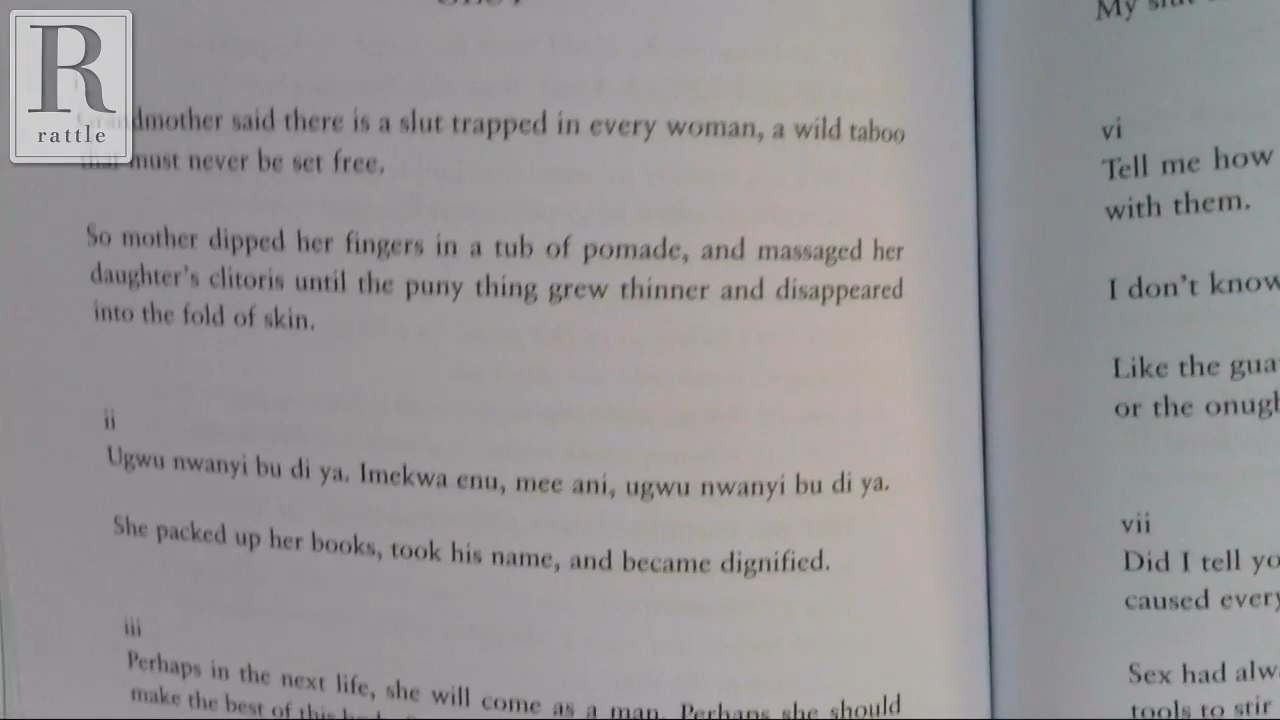 R
rattle
Grandmother said there is a slut trapped in every woman, a wild taboo
that must never be set free.
So mother dipped her fingers in a tub of pomade, and massaged her
daughter's clitoris until the puny thing grew thinner and disappeared
into the fold of skin.
ii
Ugwu nwanyi bu di ya. Imekwa enu, mee ani, ugwu nwanyi bu di ya.
She packed up her books, took his name, and became dignified.
iii
Perhaps in the next life, she will come as a man. Perhaps she should
make the best of this
My
vi
Tell me how
with them.
I don't know
Like the gua
or the onugh
vii
Did I tell yo
caused every
Sex had alw
tools to stir